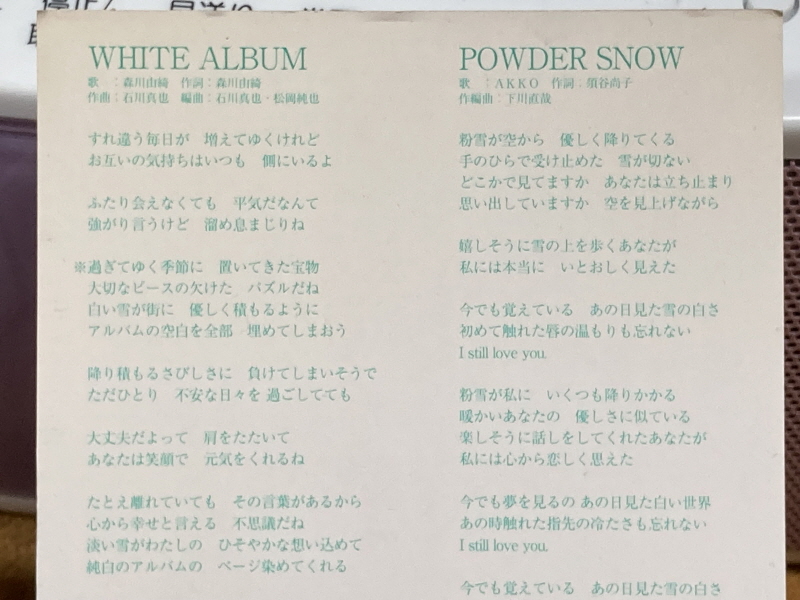 WHITE ALBUM
歌　：森川由綺　作詞：森川由綺
作曲：石川真也　編曲：石川真也・松岡純也
すれ違う毎日が　増えてゆくけれど
お互いの気持ちはいつも　側にいるよ
ふたり会えなくても　平気だなんて
強がり言うけど　溜め息まじりね
※過ぎてゆく季節に　置いてきた宝物
大切なピースの欠けた　パズルだね
白い雪が街に　優しく積もるように
アルバムの空白を全部　埋めてしまおう
降り積もるさびしさに　負けてしまいそうで
ただひとり　不安な日々を 過ごしてても
大丈夫だよって　肩をたたいて
あなたは笑顔で　元気をくれるね
たとえ離れていても　その言葉があるから
心から幸せと言える　不思議だね
淡い雪がわたしの　ひそやかな想い込めて
純白のアルバムの　ページ染めてくれる
POWDER SNOW
歌　：AKKO　作詞：須谷尚子
作編曲：下川直哉
粉雪が空から　優しく降りてくる
手のひらで受け止めた　雪が切ない
どこかで見てますか　あなたは立ち止まり
思い出していますか　空を見上げながら
嬉しそうに雪の上を歩くあなたが
私には本当に　いとおしく見えた
今でも覚えている　あの日見た雪の白さ
初めて触れた唇の温もりも忘れない
I still love you.
粉雪が私に　いくつも降りかかる
暖かいあなたの　優しさに似ている
楽しそうに話しをしてくれたあなたが
私には心から恋しく思えた
今でも夢を見るの あの日見た白い世界
あの時触れた指先の冷たさも忘れない
I still love you.
今でも覚えている　あの日見た雪の白さ